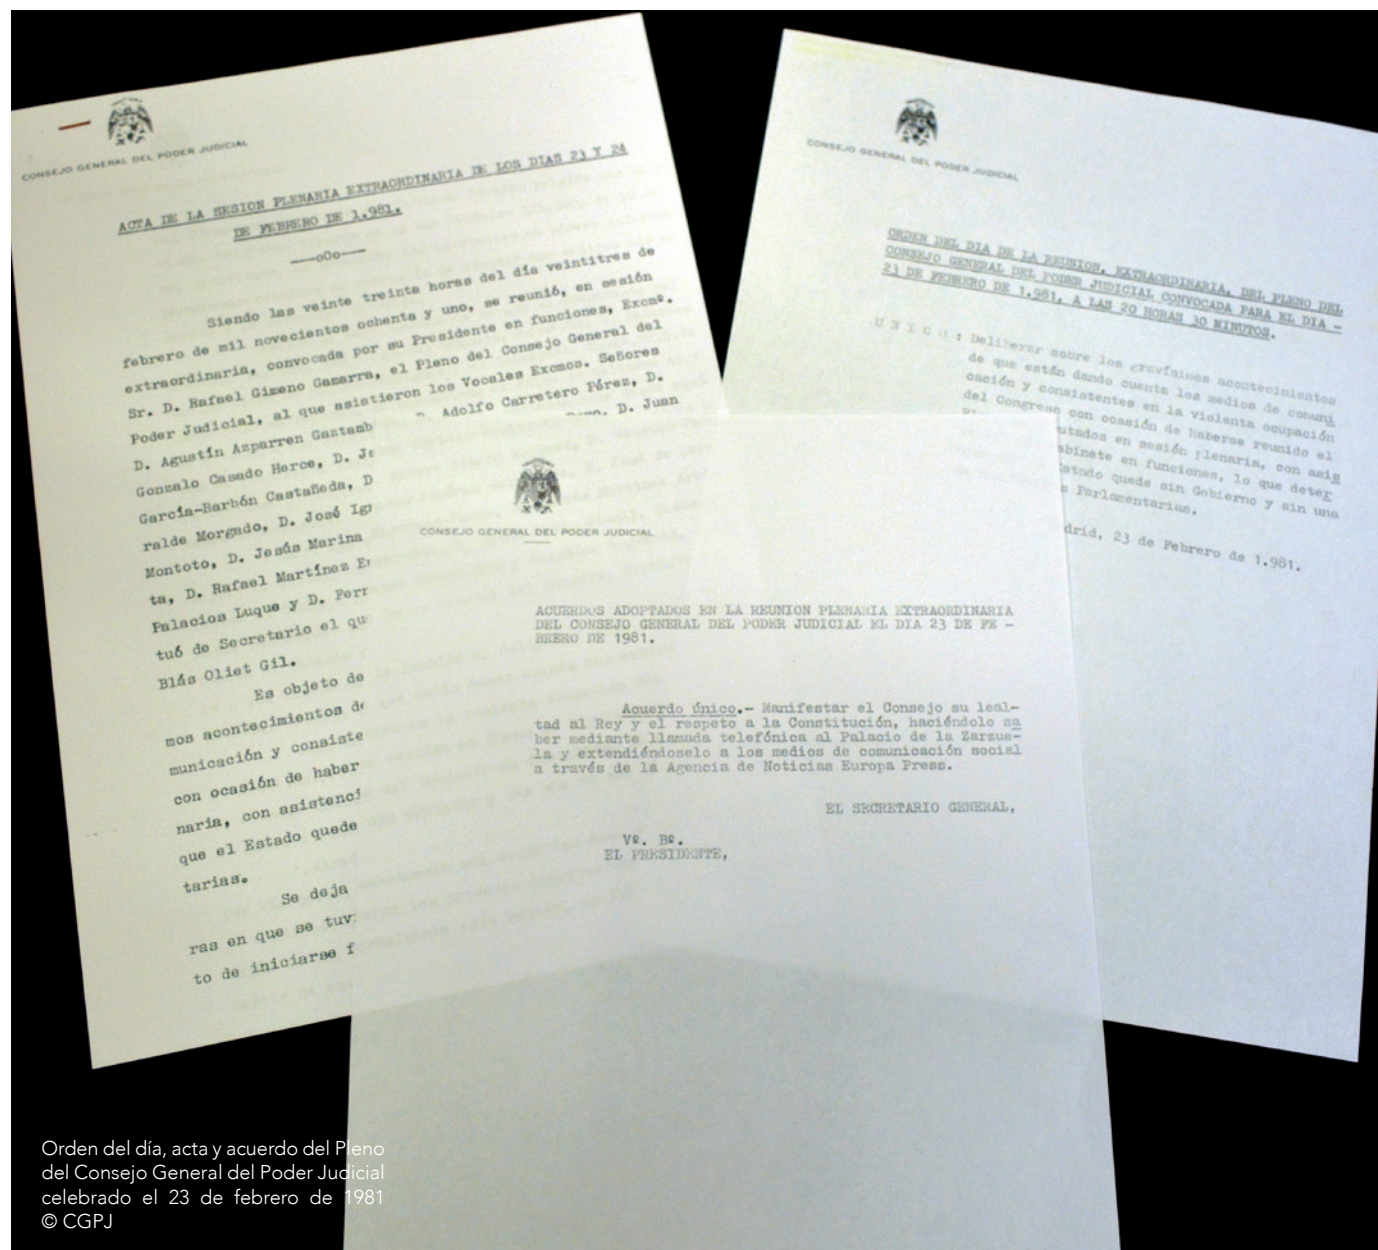 CONSEJO GENERAL DEL PODER JUDICIAL
ACTA DE LA SESION PLENARIA EXTRAORDINARIA DE LOS DIAS 23 Y 24
DE FEBRERO DE 1.981.
---oOo---
Siendo las veinte treinta horas del día veintitres de
febrero de mil novecientos ochenta y uno, se reunió, en sesión
extraordinaria, convocada por su Presidente en funciones, Excmº.
Sr. D. Rafael Gimeno Gamarra, el Pleno del Consejo General del
Poder Judicial, al que asistieron los Vocales Excmos. Señores
D. Agustín Azparren Gaztamb Adolfo Carretero Pérez, D.
Gonzalo Casado Herce, D. D. Juan
García-Barbón Castañeda, D
ralde Morgado, D. José
Montoto, D. Jesús Marina
ta, D. Rafael Martínez
Palacios Luque y D. Ferr
tuó de Secretario el qu
Blás Oliet Gil.
Es objeto de
mos acontecimientos
municación y consiste
con ocasión de haber
naria, con asistenci
que el Estado quede
tarias.
Se deja
ras en que se tuv
to de iniciarse f
CONSEJO GENERAL DEL PODER JUDICIAL
ORDEN DEL DIA DE LA REUNION, EXTRAORDINARIA, DEL PLENO DEL
CONSEJO GENERAL DEL PODER JUDICIAL CONVOCADA PARA EL DIA -
23 DE FEBRERO DE 1.981, A LAS 20 HORAS 30 MINUTOS.
U N I C O : Deliberar sobre los gravísimos acontecimientos
de que están dando cuenta los medios de comuni
cación y consistentes en la violenta ocupación
del Congreso con ocasión de haberse reunido el
utados en sesión plenaria, con asis
abinete en funciones, lo que deter
stado quede sin Gobierno y sin una
s Parlamentarias.
drid, 23 de Febrero de 1.981.
CONSEJO GENERAL DEL PODER JUDICIAL
ACUERDOS ADOPTADOS EN LA REUNION PLENARIA EXTRAORDINARIA
DEL CONSEJO GENERAL DEL PODER JUDICIAL EL DIA 23 DE FE -
BRERO DE 1981.
Acuerdo único.- Manifestar el Consejo su leal-
tad al Rey y el respeto a la Constitución, haciéndolo sa
ber mediante llamada telefónica al Palacio de la Zarzue-
la y extendiéndoselo a los medios de comunicación social
a través de la Agencia de Noticias Europa Press.
EL SECRETARIO GENERAL,
Vº. Bº.
EL PRESIDENTE,
Orden del día, acta y acuerdo del Pleno
del Consejo General del Poder Judicial
celebrado el 23 de febrero de 1981
© CGPJ